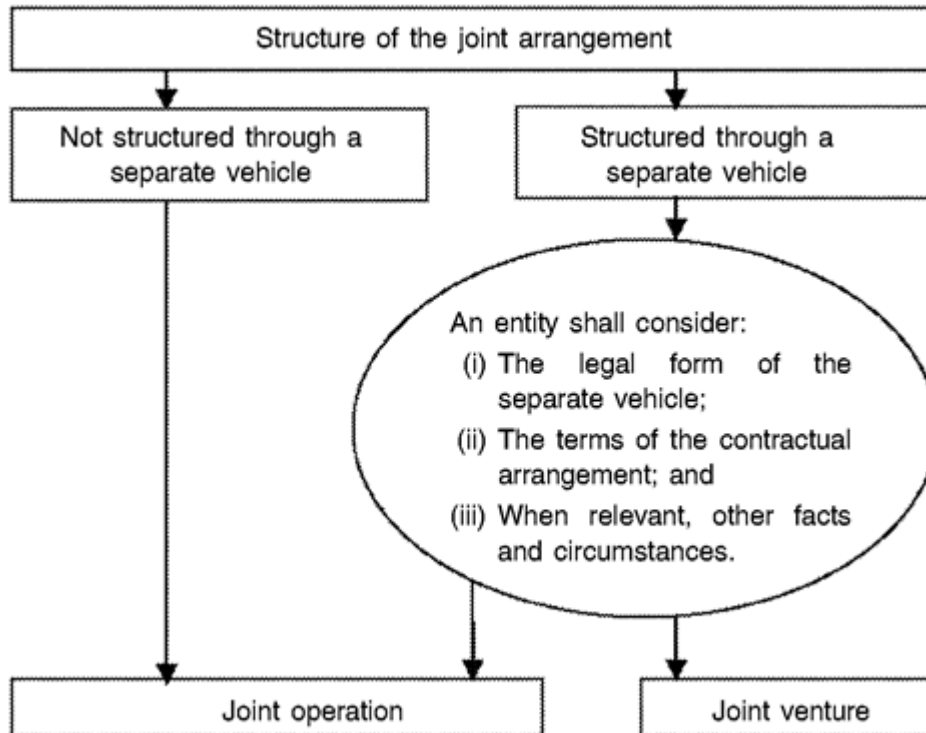 Structure of the joint arrangement
Not structured through a
separate vehicle
Structured through a
separate vehicle
An entity shall consider:
(i) The legal form of the
separate vehicle;
(ii) The terms of the contractual
arrangement; and
(iii) When relevant, other facts
and circumstances.
Joint operation
Joint venture